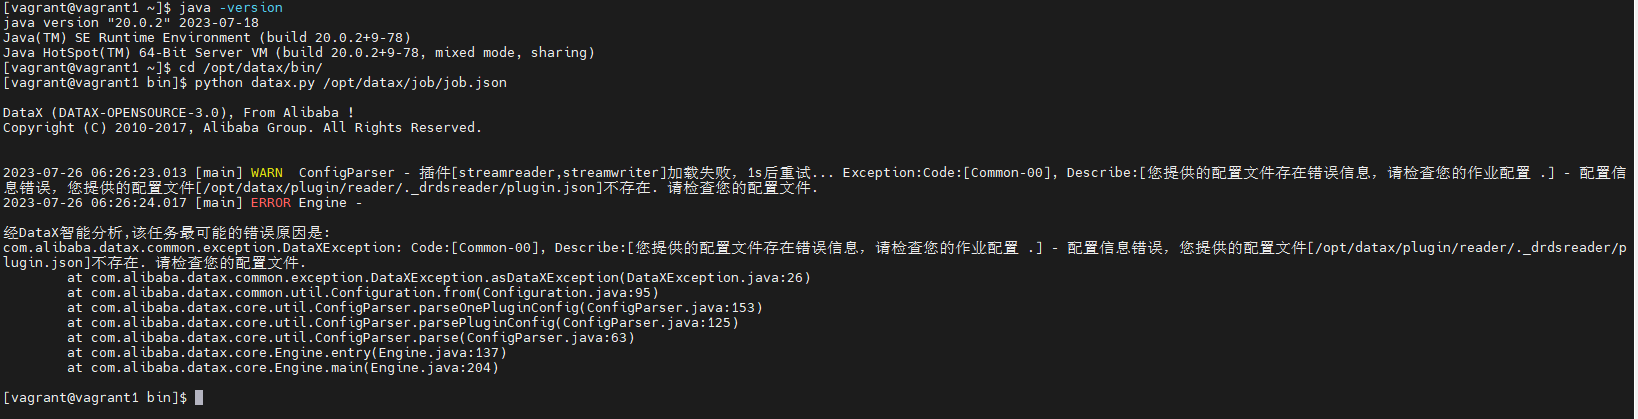 [vagrant@vagrant1 ~]$ java -version
java version "20.0.2" 2023-07-18
Java(TM) SE Runtime Environment (build 20.0.2+9-78)
Java HotSpot(TM) 64-Bit Server VM (build 20.0.2+9-78, mixed mode, sharing)
[vagrant@vagrant1 ~]$ cd /opt/datax/bin/
[vagrant@vagrant1 bin]$ python datax.py /opt/datax/job/job.json
DataX (DATAX-OPENSOURCE-3.0), From Alibaba !
Copyright (C) 2010-2017, Alibaba Group. All Rights Reserved.
2023-07-26 06:26:23.013 [main] WARN  ConfigParser - 插件[streamreader,streamwriter]加载失败，1s后重试... Exception:Code:[Common-00], Describe:[您提供的配置文件存在错误信息，请检查您的作业配置 .] - 配置信
息错误，您提供的配置文件[/opt/datax/plugin/reader/._drdsreader/plugin.json]不存在. 请检查您的配置文件.
2023-07-26 06:26:24.017 [main] ERROR Engine -
经DataX智能分析,该任务最可能的错误原因是:
com.alibaba.datax.common.exception.DataXException: Code:[Common-00], Describe:[您提供的配置文件存在错误信息，请检查您的作业配置 .] - 配置信息错误，您提供的配置文件[/opt/datax/plugin/reader/._drdsreader/p
lugin.json]不存在. 请检查您的配置文件.
at com.alibaba.datax.common.exception.DataXException.asDataXException(DataXException.java:26)
at com.alibaba.datax.common.util.Configuration.from(Configuration.java:95)
at com.alibaba.datax.core.util.ConfigParser.parseOnePluginConfig(ConfigParser.java:153)
at com.alibaba.datax.core.util.ConfigParser.parsePluginConfig(ConfigParser.java:125)
at com.alibaba.datax.core.util.ConfigParser.parse(ConfigParser.java:63)
at com.alibaba.datax.core.Engine.entry(Engine.java:137)
at com.alibaba.datax.core.Engine.main(Engine.java:204)
[vagrant@vagrant1 bin]$